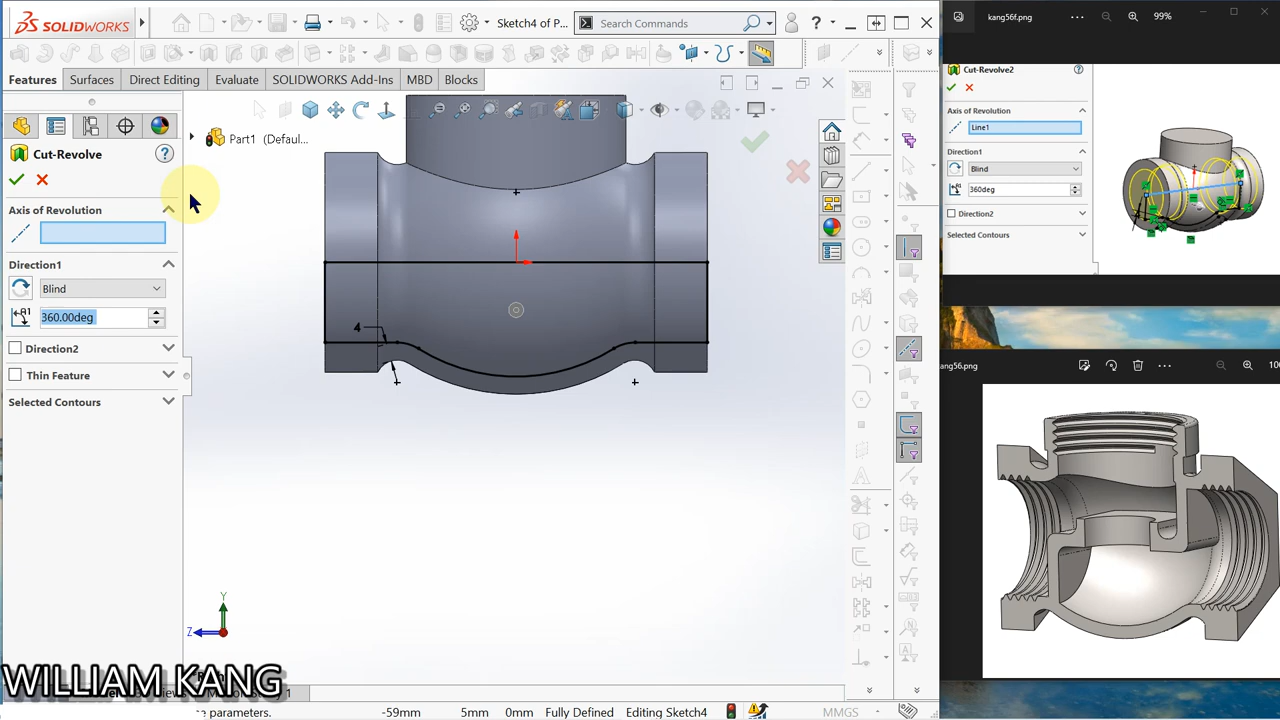 SOLIDWORKS
Sketch4 of P...
Search Commands
?
Features
Surfaces
Direct Editing
Evaluate
SOLIDWORKS Add-Ins
MBD
Blocks
Part1 (Defaul...
Cut-Revolve
Axis of Revolution
Direction1
Blind
360.00deg
Direction2
Thin Feature
Selected Contours
4
Y
Z
WILLIAM KANG
-59mm
5mm
0mm
Fully Defined
Editing Sketch4
MMGS
kang56f.png
99%
Cut-Revolve2
Axis of Revolution
Line1
Direction1
Blind
360deg
Direction2
Selected Contours
ang56.png